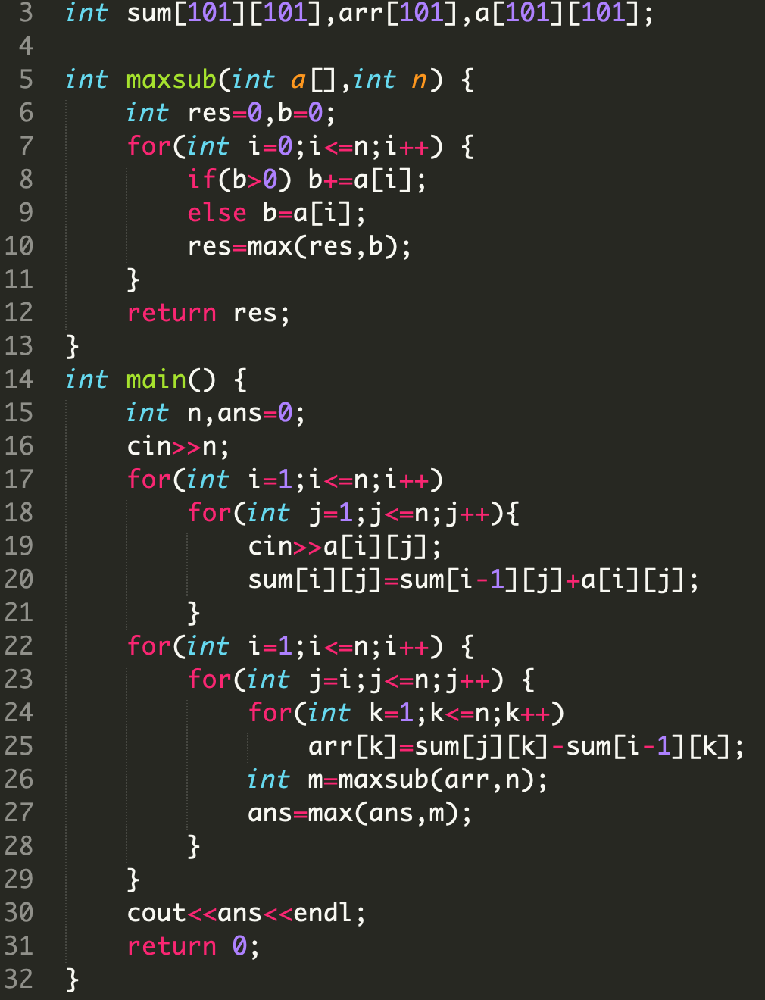 3 int sum[101][101],arr[101],a[101][101];
4
5 int maxsub(int a[],int n) {
6     int res=0,b=0;
7     for(int i=0;i<=n;i++) {
8         if(b>0) b+=a[i];
9         else b=a[i];
10         res=max(res,b);
11     }
12     return res;
13 }
14 int main() {
15     int n,ans=0;
16     cin>>n;
17     for(int i=1;i<=n;i++)
18         for(int j=1;j<=n;j++){
19             cin>>a[i][j];
20             sum[i][j]=sum[i-1][j]+a[i][j];
21         }
22     for(int i=1;i<=n;i++) {
23         for(int j=i;j<=n;j++) {
24             for(int k=1;k<=n;k++)
25                 arr[k]=sum[j][k]-sum[i-1][k];
26             int m=maxsub(arr,n);
27             ans=max(ans,m);
28         }
29     }
30     cout<<ans<<endl;
31     return 0;
32 }